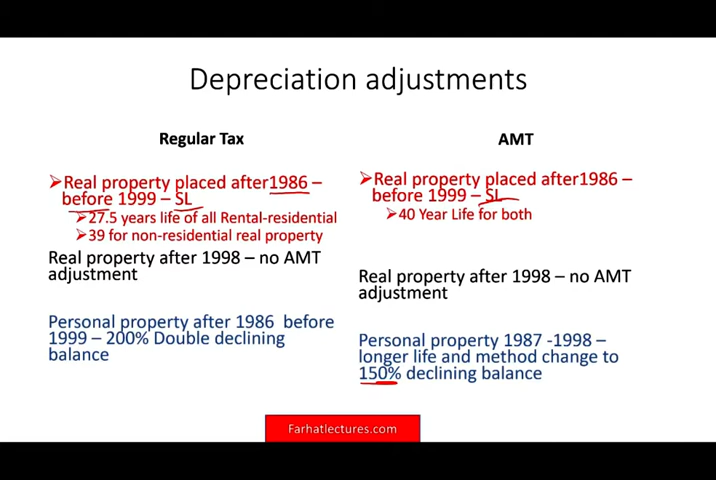 Depreciation adjustments
Regular Tax
Real property placed after 1986 –
before 1999 – SL
27.5 years life of all Rental-residential
39 for non-residential real property
Real property after 1998 – no AMT
adjustment
Personal property after 1986 before
1999 – 200% Double declining
balance
AMT
Real property placed after1986 –
before 1999 – SL
40 Year Life for both
Real property after 1998 – no AMT
adjustment
Personal property 1987 -1998 –
longer life and method change to
150% declining balance
Farhatlectures.com